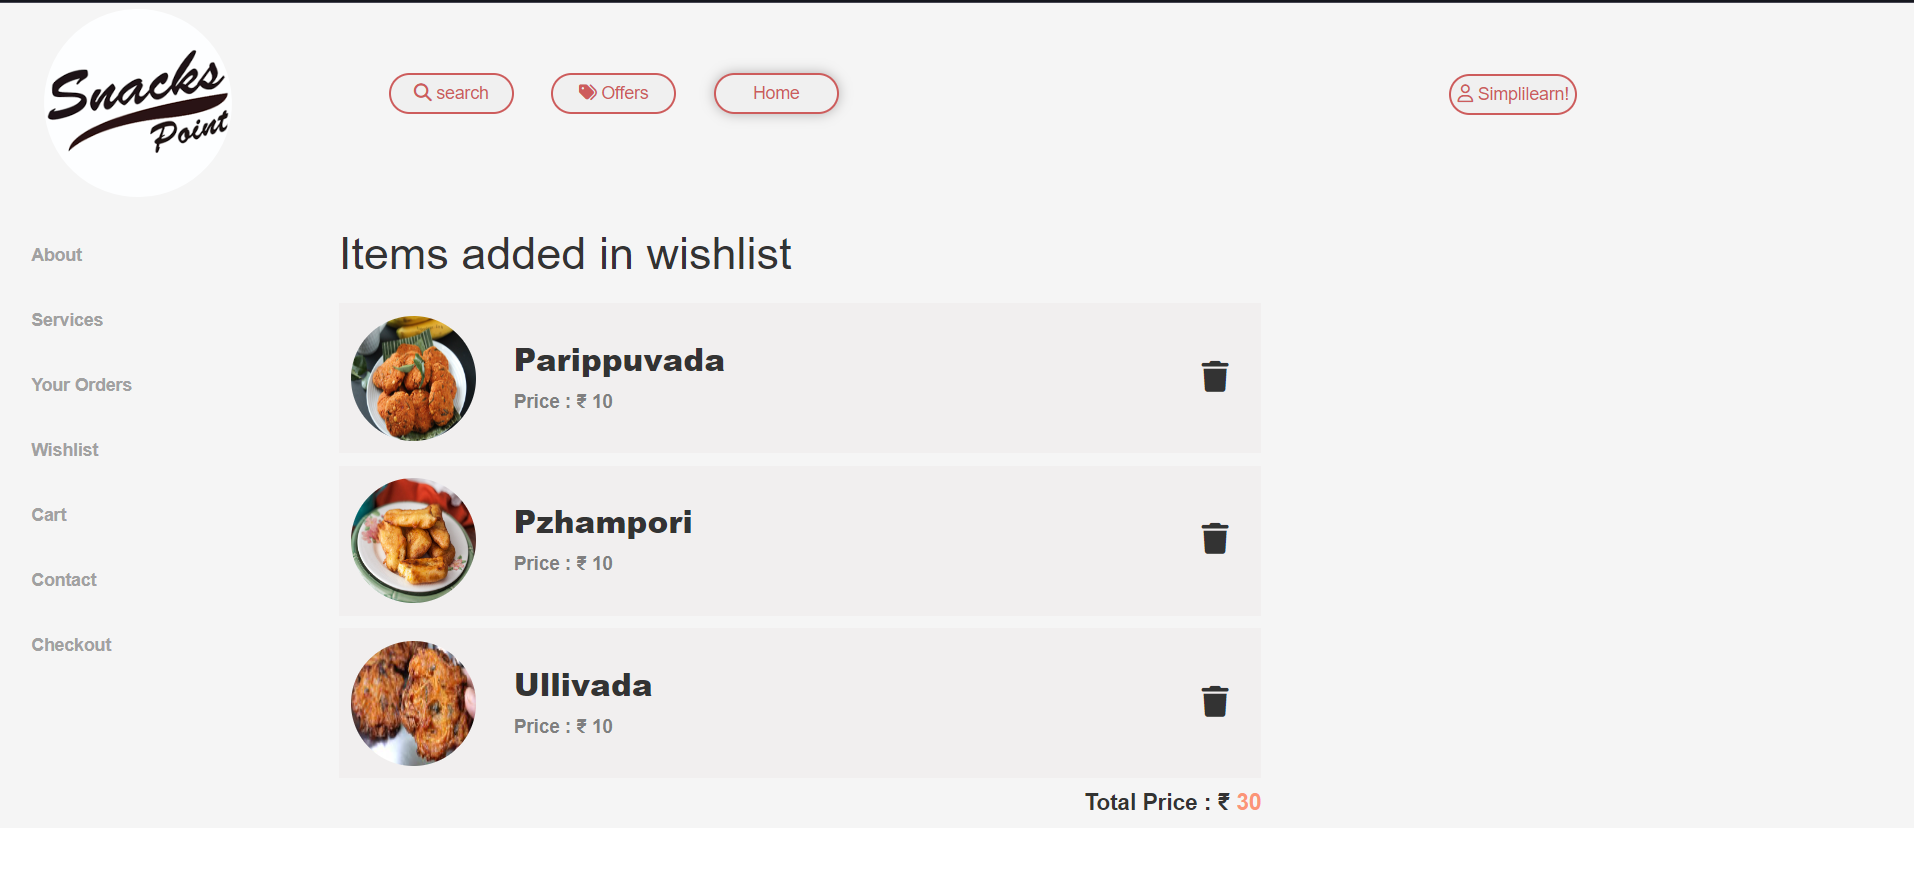 Snacks
Point
search
Offers
Home
Simplilearn!
About
Services
Your Orders
Wishlist
Cart
Contact
Checkout
Items added in wishlist
Parippuvada
Price : ₹ 10
Pzhampori
Price : ₹ 10
Ullivada
Price : ₹ 10
Total Price : ₹ 30